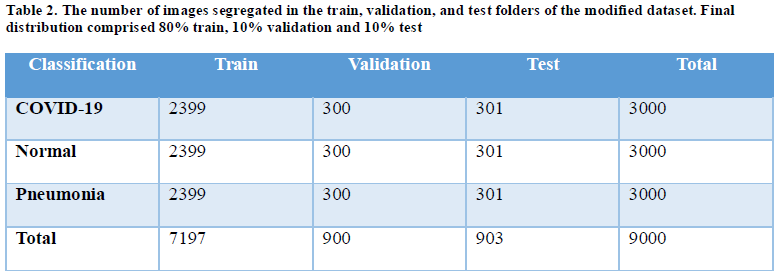 Table 2. The number of images segregated in the train, validation, and test folders of the modified dataset. Final
distribution comprised 80% train, 10% validation and 10% test
Classification Train Validation Test Total
COVID-19 2399 300 301 3000
Normal 2399 300 301 3000
Pneumonia 2399 300 301 3000
Total 7197 900 903 9000